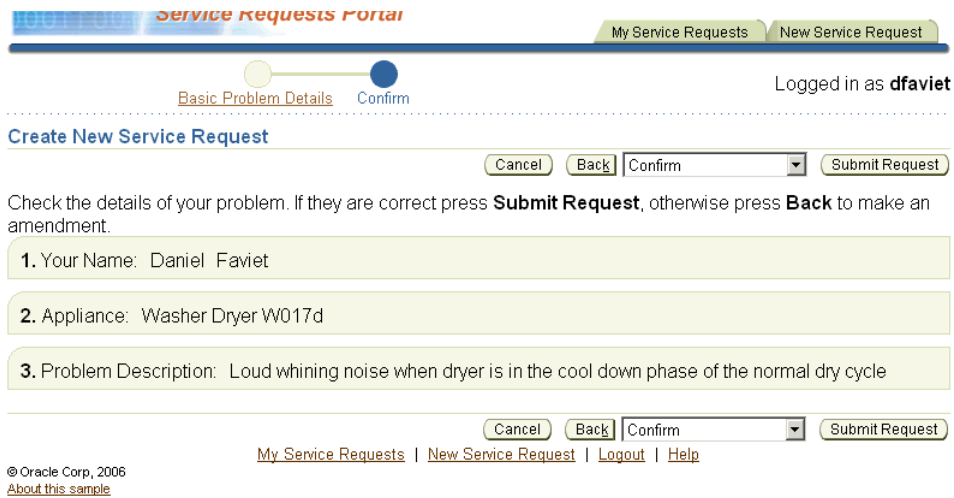 Service Requests Portal
My Service Requests New Service Request
Basic Problem Details Confirm
Logged in as dfaviet
Create New Service Request
Cancel Back Confirm Submit Request
Check the details of your problem. If they are correct press Submit Request, otherwise press Back to make an
amendment.
1. Your Name: Daniel Faviet
2. Appliance: Washer Dryer W017d
3. Problem Description: Loud whining noise when dryer is in the cool down phase of the normal dry cycle
Cancel Back Confirm Submit Request
My Service Requests | New Service Request | Logout | Help
© Oracle Corp, 2006
About this sample